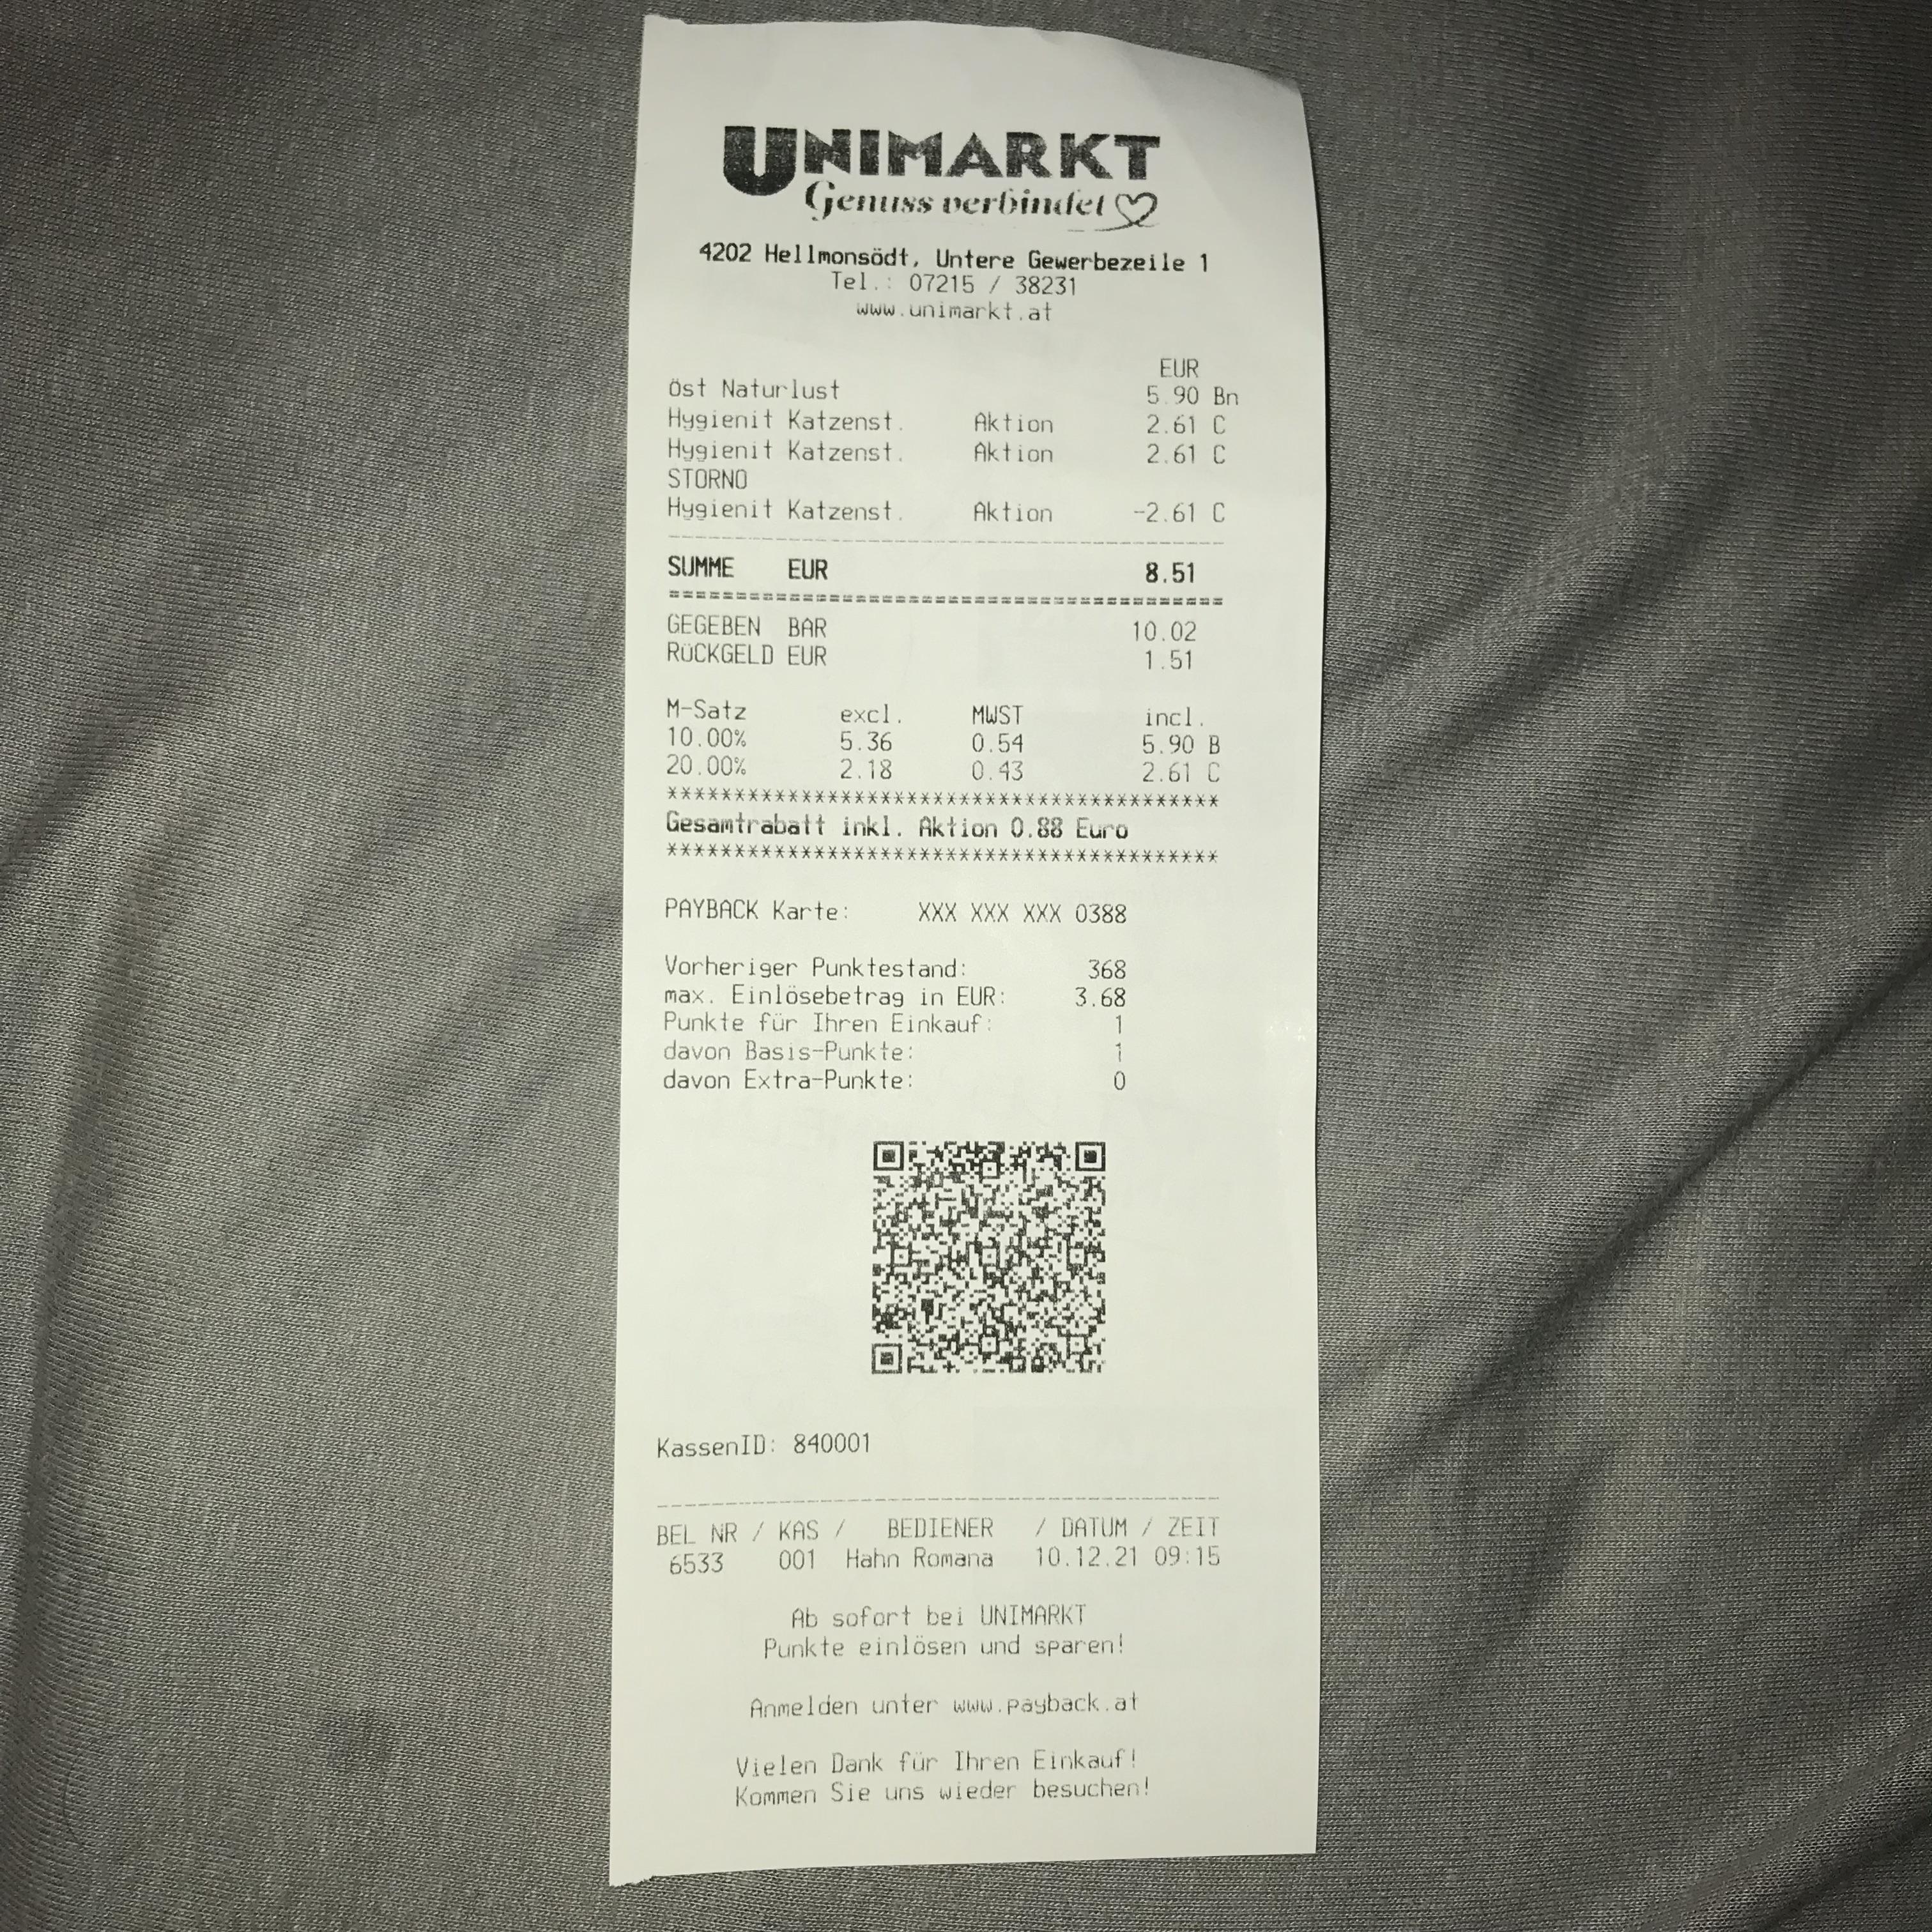 UNIMARKT
Genuss verbindet
4202 Hellmonsödt, Untere Gewerbezeile 1
Tel.: 07215 / 38231
www.unimarkt.at
EUR
öst Naturlust 5.90 Bn
Hygienit Katzenst. Aktion 2.61 C
Hygienit Katzenst. Aktion 2.61 C
STORNO
Hygienit Katzenst. Aktion -2.61 C
SUMME EUR 8.51
GEGEBEN BAR 10.02
RÜCKGELD EUR 1.51
M-Satz excl. MWST incl.
10.00% 5.36 0.54 5.90 B
20.00% 2.18 0.43 2.61 C
******************************************
Gesamtrabatt inkl. Aktion 0.88 Euro
******************************************
PAYBACK Karte: XXX XXX XXX 0388
Vorheriger Punktestand: 368
max. Einlösebetrag in EUR: 3.68
Punkte für Ihren Einkauf: 1
davon Basis-Punkte: 1
davon Extra-Punkte: 0
KassenID: 840001
BEL NR / KAS / BEDIENER / DATUM / ZEIT
6533 001 Hahn Romana 10.12.21 09:15
Ab sofort bei UNIMARKT
Punkte einlösen und sparen!
Anmelden unter www.payback.at
Vielen Dank für Ihren Einkauf!
Kommen Sie uns wieder besuchen!